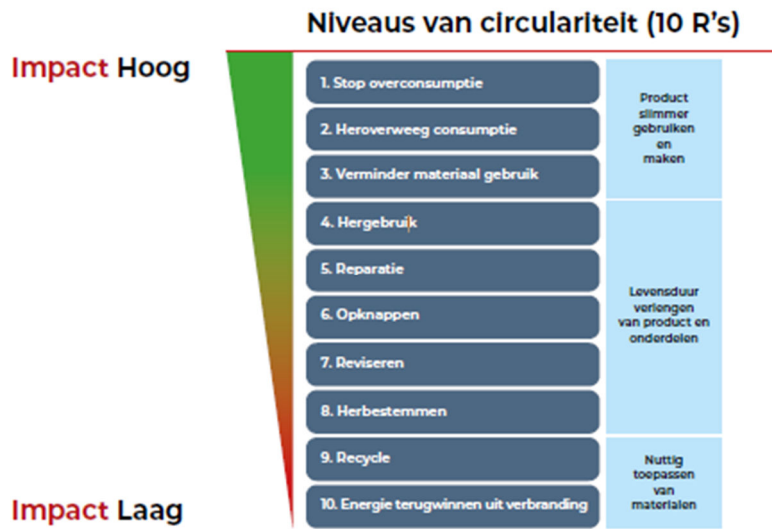 Niveaus van circulariteit (10 R's)
Impact Hoog
1. Stop overconsumptie
2. Heroverweeg consumptie
3. Verminder materiaal gebruik
Product
slimmer
gebruiken
en
maken
4. Hergebruik
5. Reparatie
6. Opknappen
7. Reviseren
8. Herbestemmen
Levensduur
verlengen
van product en
onderdelen
9. Recycle
10. Energie terugwinnen uit verbranding
Nuttig
toepassen
van
materialen
Impact Laag